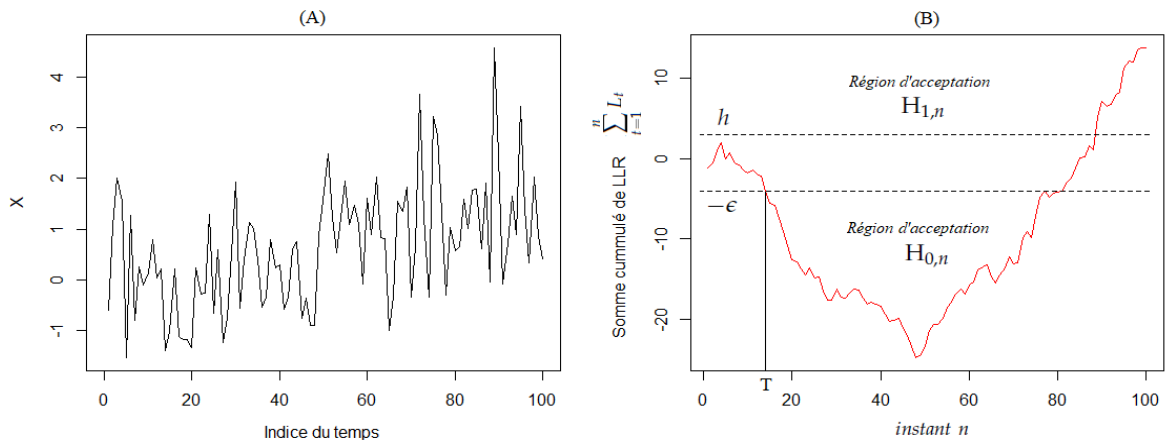 (A)
X
-1
0
1
2
3
4
0
20
40
60
80
100
Indice du temps
(B)
Somme cummulé de LLR
n
∑ L_t
t=1
10
0
-10
-20
Région d'acceptation
H_{1,n}
h
−ϵ
Région d'acceptation
H_{0,n}
0
T
20
40
60
80
100
instant n